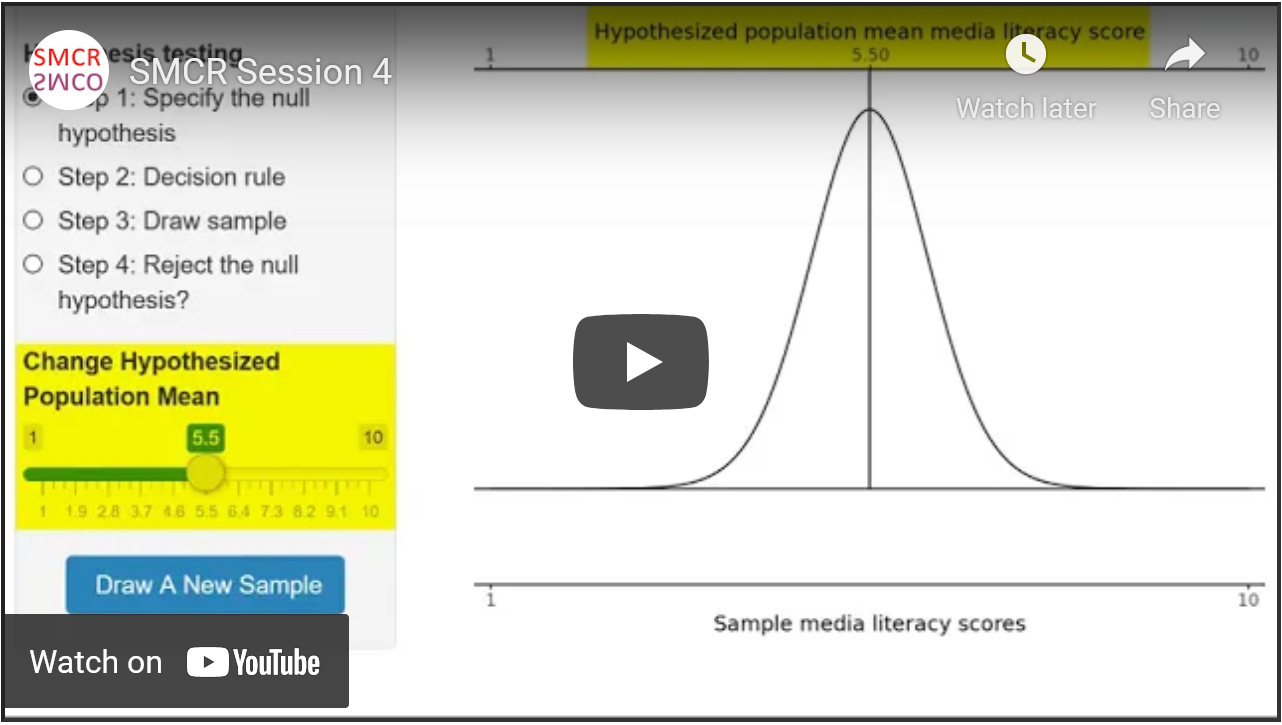 Hypothesis testing
SMCR
SMCO
SMCR Session 4
Step 1: Specify the null
hypothesis
Step 2: Decision rule
Step 3: Draw sample
Step 4: Reject the null
hypothesis?
Change Hypothesized
Population Mean
1 5.5 10
1 1.9 2.8 3.7 4.6 5.5 6.4 7.3 8.2 9.1 10
Draw A New Sample
Watch on YouTube
Hypothesized population mean media literacy score
1 5.50 10
Watch later Share
1 10
Sample media literacy scores